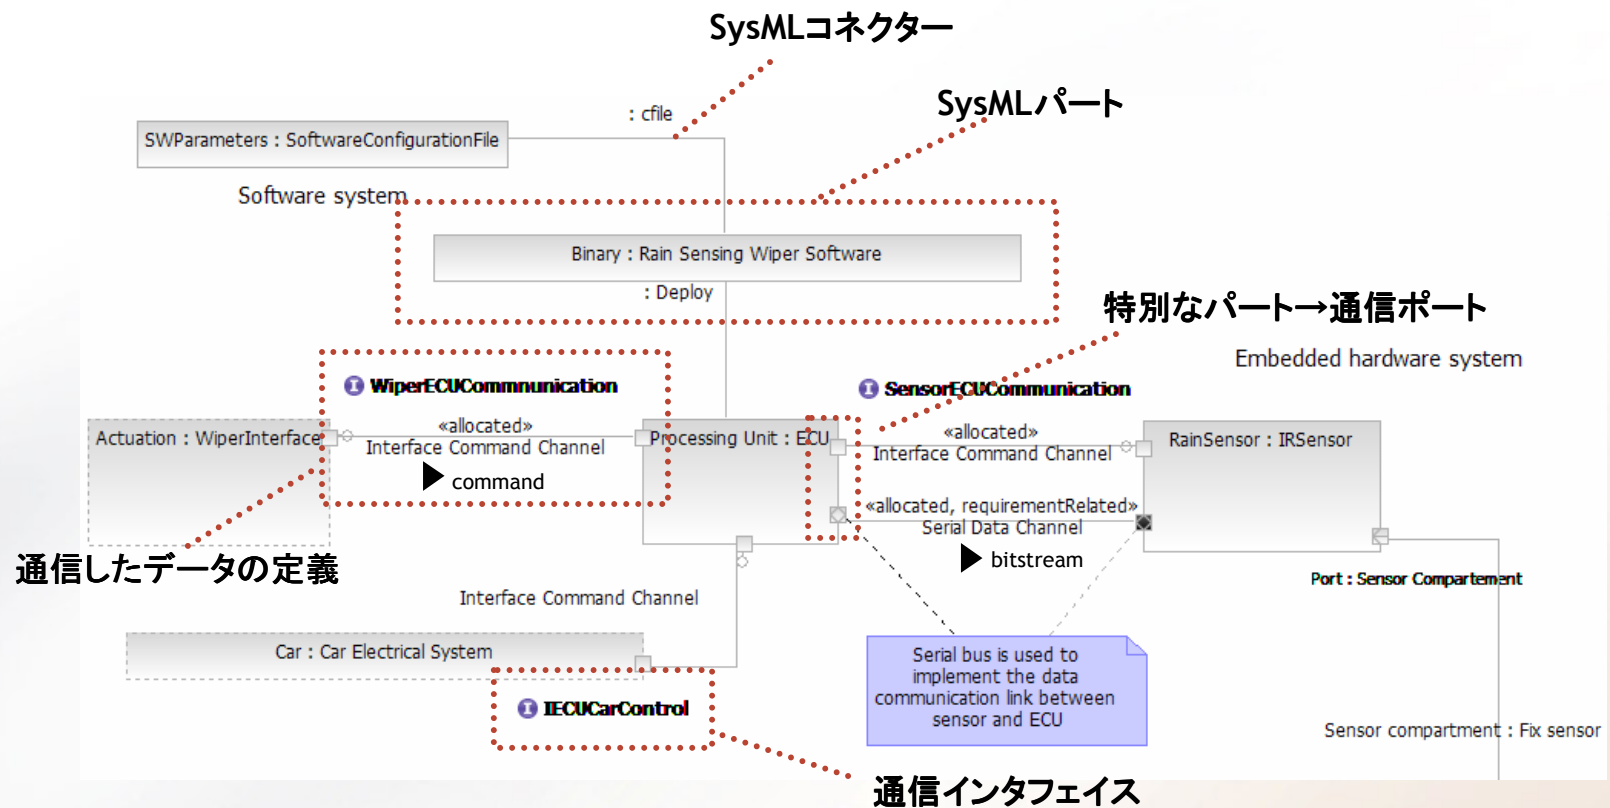 SysMLコネクター
SysMLパート
: cfile
SWParameters : SoftwareConfigurationFile
Software system
Binary : Rain Sensing Wiper Software
: Deploy
特別なパート→通信ポート
Embedded hardware system
WiperECUCommnunication
SensorECUCommunication
Actuation : WiperInterface
«allocated»
Interface Command Channel
command
Processing Unit : ECU
«allocated»
Interface Command Channel
RainSensor : IRSensor
«allocated, requirementRelated»
Serial Data Channel
bitstream
通信したデータの定義
Port : Sensor Compartement
Interface Command Channel
Car : Car Electrical System
IECUCarControl
Serial bus is used to
implement the data
communication link between
sensor and ECU
Sensor compartment : Fix sensor
通信インタフェイス